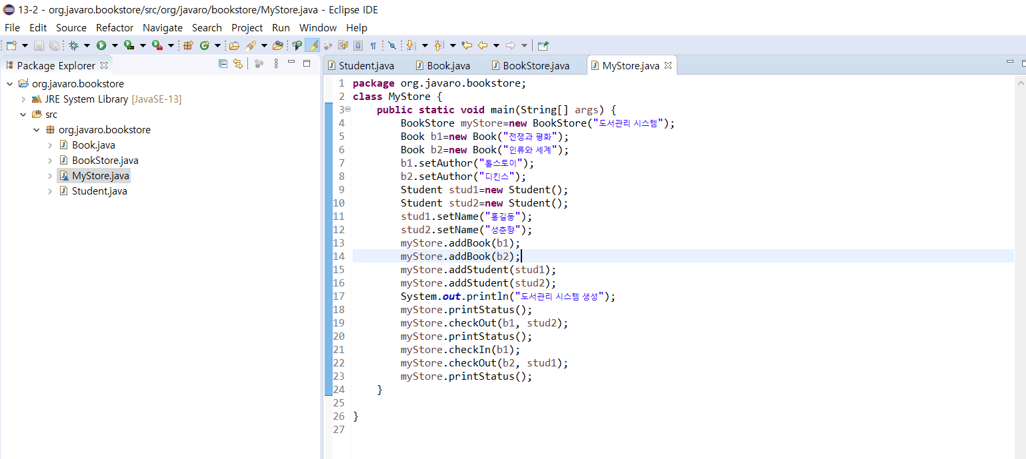 13-2 - org.javaro.bookstore/src/org/javaro/bookstore/MyStore.java - Eclipse IDE
File Edit Source Refactor Navigate Search Project Run Window Help
Package Explorer
org.javaro.bookstore
JRE System Library [JavaSE-13]
src
org.javaro.bookstore
Book.java
BookStore.java
MyStore.java
Student.java
Student.java Book.java BookStore.java MyStore.java
1 package org.javaro.bookstore;
2 class MyStore {
3 public static void main(String[] args) {
4 BookStore myStore=new BookStore("도서관리 시스템");
5 Book b1=new Book("전쟁과 평화");
6 Book b2=new Book("인류와 세계");
7 b1.setAuthor("톨스토이");
8 b2.setAuthor("디킨스");
9 Student stud1=new Student();
10 Student stud2=new Student();
11 stud1.setName("홍길동");
12 stud2.setName("성춘향");
13 myStore.addBook(b1);
14 myStore.addBook(b2);
15 myStore.addStudent(stud1);
16 myStore.addStudent(stud2);
17 System.out.println("도서관리 시스템 생성");
18 myStore.printStatus();
19 myStore.checkOut(b1, stud2);
20 myStore.printStatus();
21 myStore.checkIn(b1);
22 myStore.checkOut(b2, stud1);
23 myStore.printStatus();
24 }
25
26 }
27